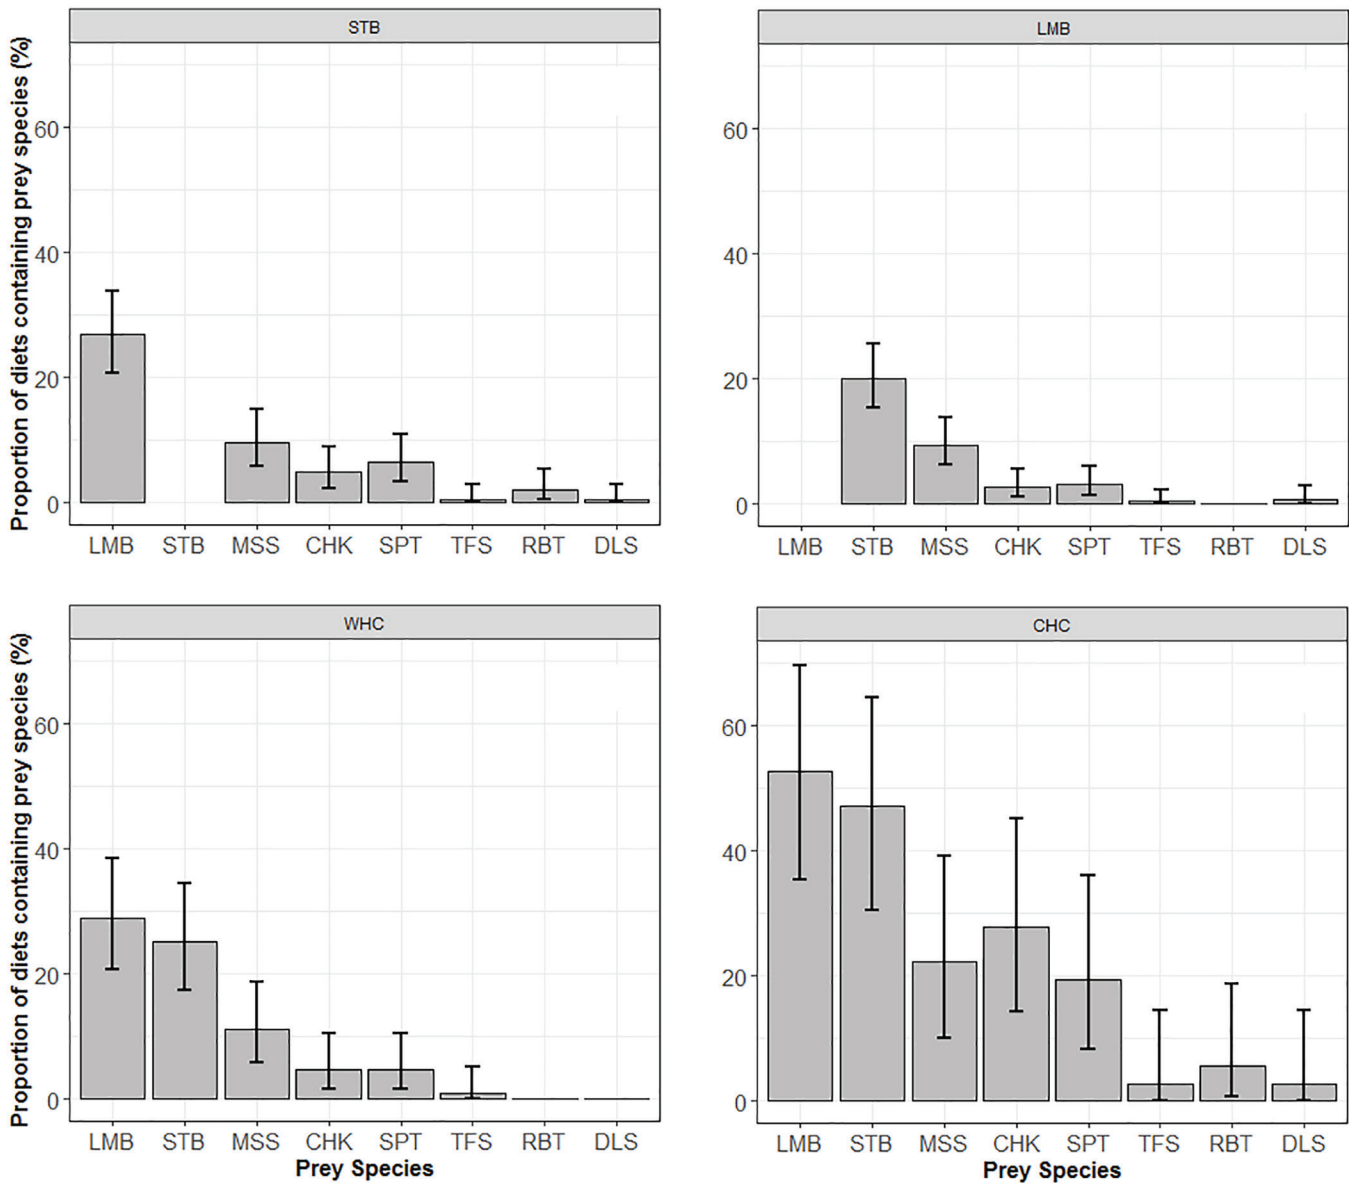 STB
Proportion of diets containing prey species (%)
60
40
20
0
LMB STB MSS CHK SPT TFS RBT DLS
LMB
60
40
20
0
LMB STB MSS CHK SPT TFS RBT DLS
WHC
Proportion of diets containing prey species (%)
60
40
20
0
LMB STB MSS CHK SPT TFS RBT DLS
Prey Species
CHC
60
40
20
0
LMB STB MSS CHK SPT TFS RBT DLS
Prey Species